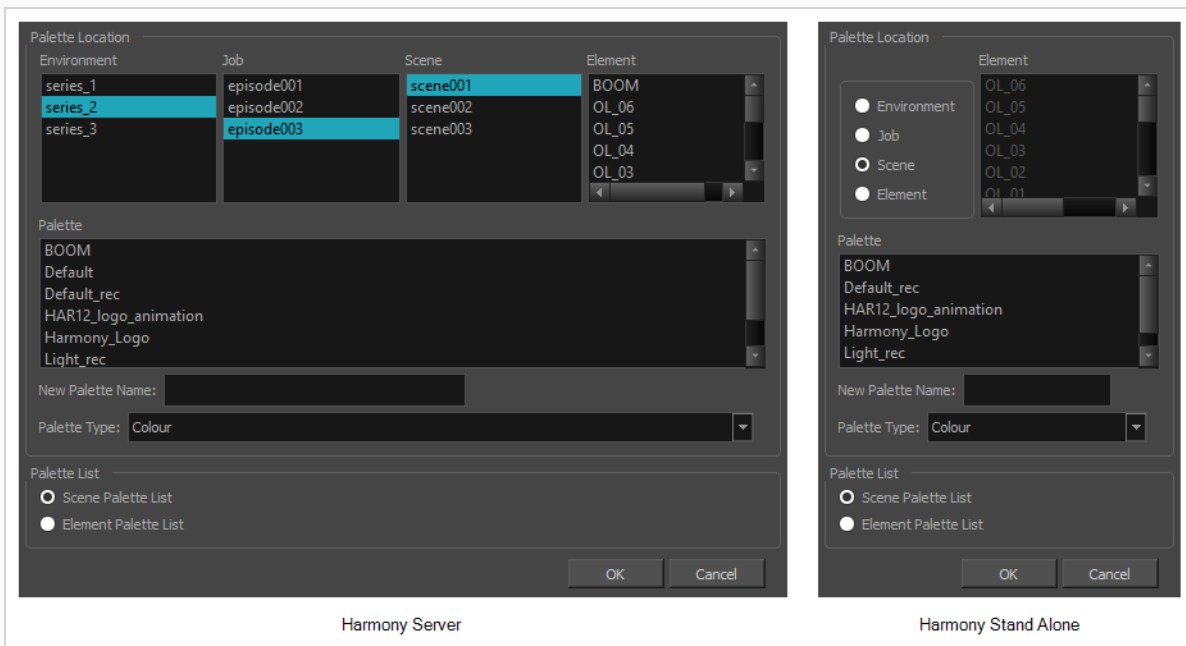 Palette Location
Environment Job Scene Element
series_1 episode001 scene001 BOOM
series_2 episode002 scene002 OL_06
series_3 episode003 scene003 OL_05
OL_04
OL_03
Palette
BOOM
Default
Default_rec
HAR12_logo_animation
Harmony_Logo
Light_rec
New Palette Name:
Palette Type: Colour
Palette List
Scene Palette List
Element Palette List
OK Cancel
Harmony Server
Palette Location
Element
OL_06
Environment OL_05
Job OL_04
OL_03
Scene OL_02
Element OL_01
Palette
BOOM
Default_rec
HAR12_logo_animation
Harmony_Logo
Light_rec
New Palette Name:
Palette Type: Colour
Palette List
Scene Palette List
Element Palette List
OK Cancel
Harmony Stand Alone